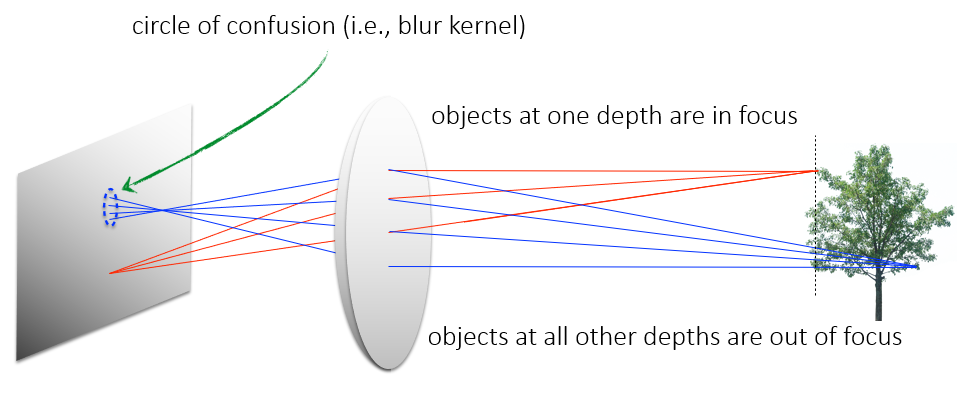 circle of confusion (i.e., blur kernel)
objects at one depth are in focus
objects at all other depths are out of focus